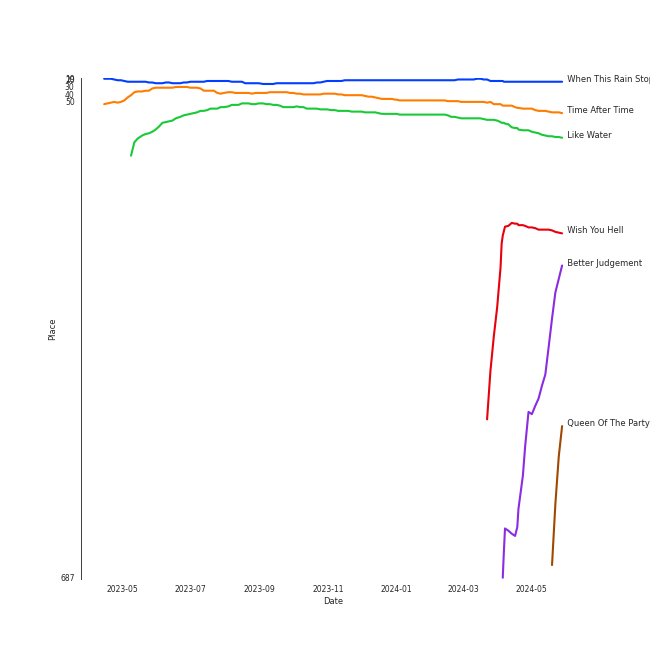 10
20
30
40
50
687
Place
When This Rain Stop
Time After Time
Like Water
Wish You Hell
Better Judgement
Queen Of The Party
2023-05
2023-07
2023-09
2023-11
2024-01
2024-03
2024-05
Date